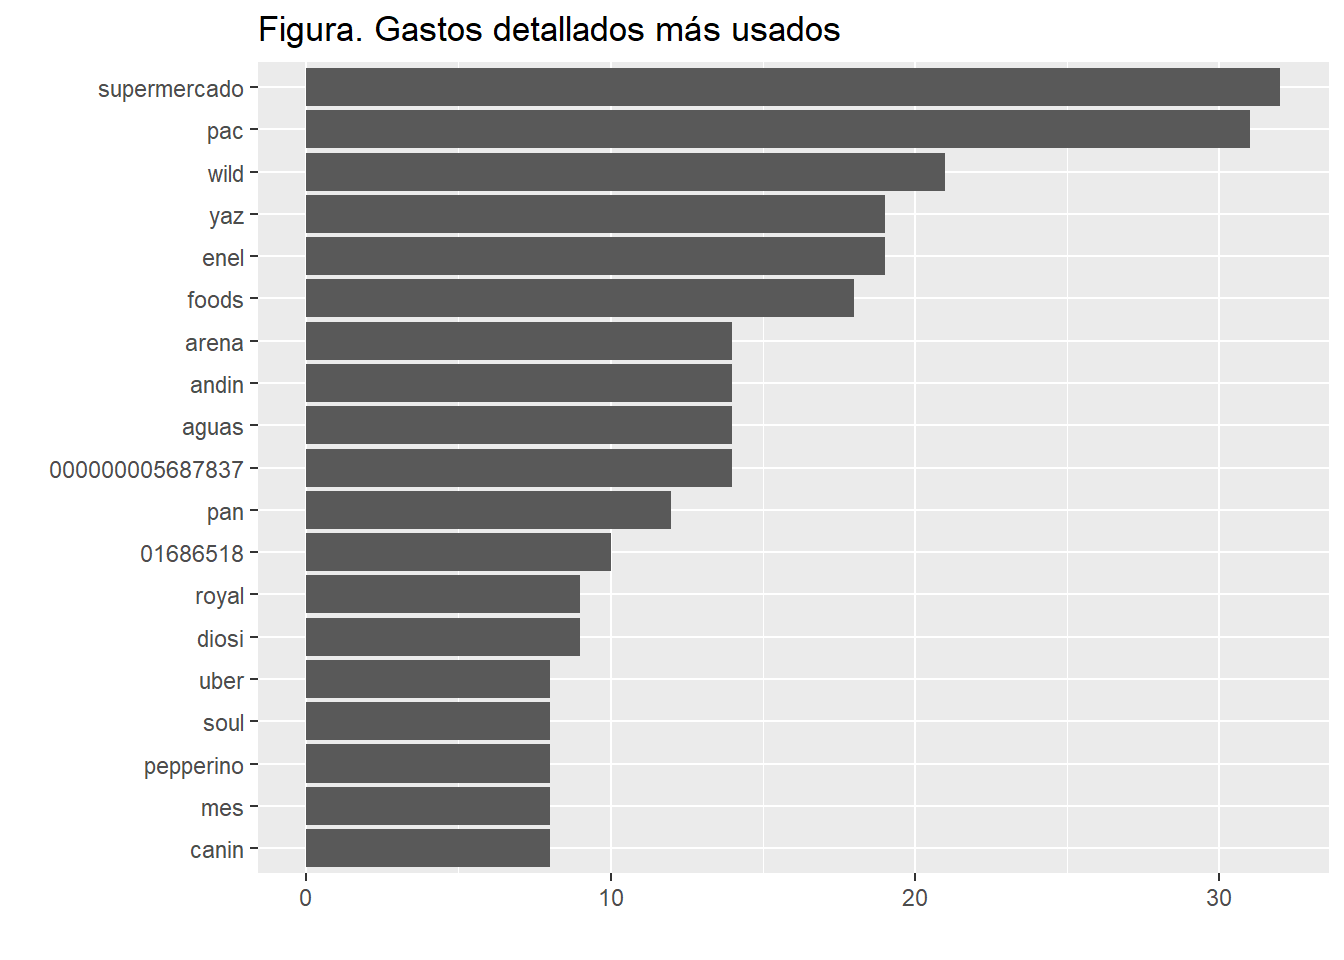 Figura. Gastos detallados más usados
supermercado
pac
wild
yaz
enel
foods
arena
andin
aguas
000000005687837
pan
01686518
royal
diosi
uber
soul
pepperino
mes
canin
0 10 20 30